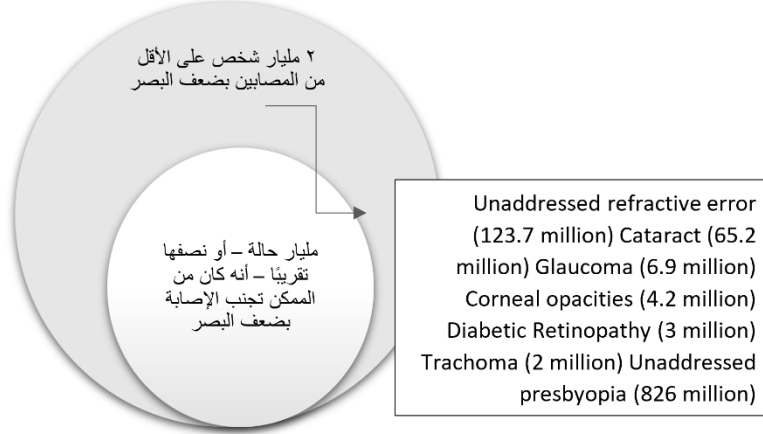 ٢ مليار شخص على الأقل
من المصابين بضعف البصر
مليار حالة – أو نصفها
تقريبًا – أنه كان من
الممكن تجنب الإصابة
بضعف البصر
Unaddressed refractive error
(123.7 million) Cataract (65.2
million) Glaucoma (6.9 million)
Corneal opacities (4.2 million)
Diabetic Retinopathy (3 million)
Trachoma (2 million) Unaddressed
presbyopia (826 million)